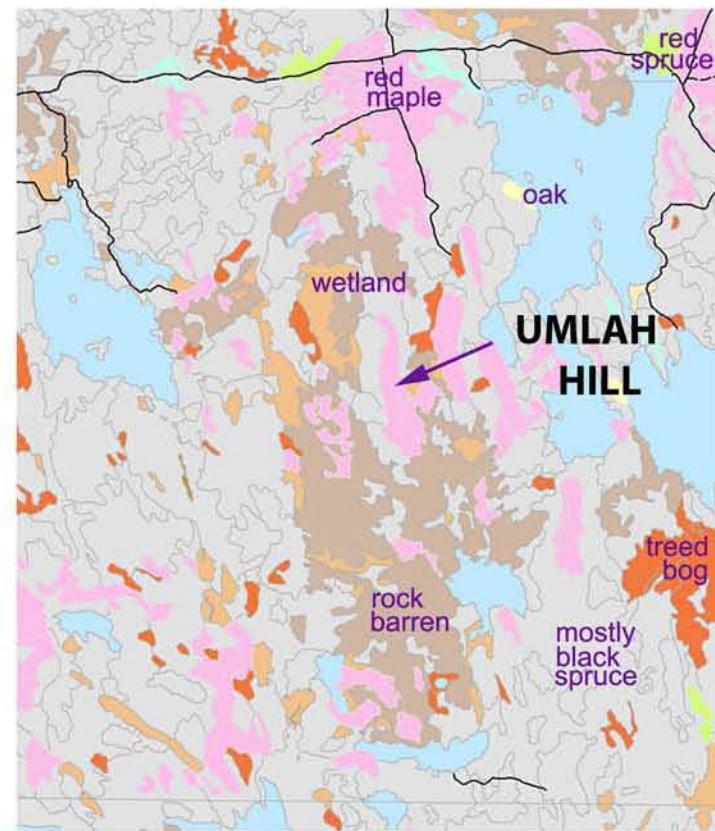 red
spruce
red
maple
oak
wetland
UMLAH
HILL
treed
bog
rock
barren
mostly
black
spruce